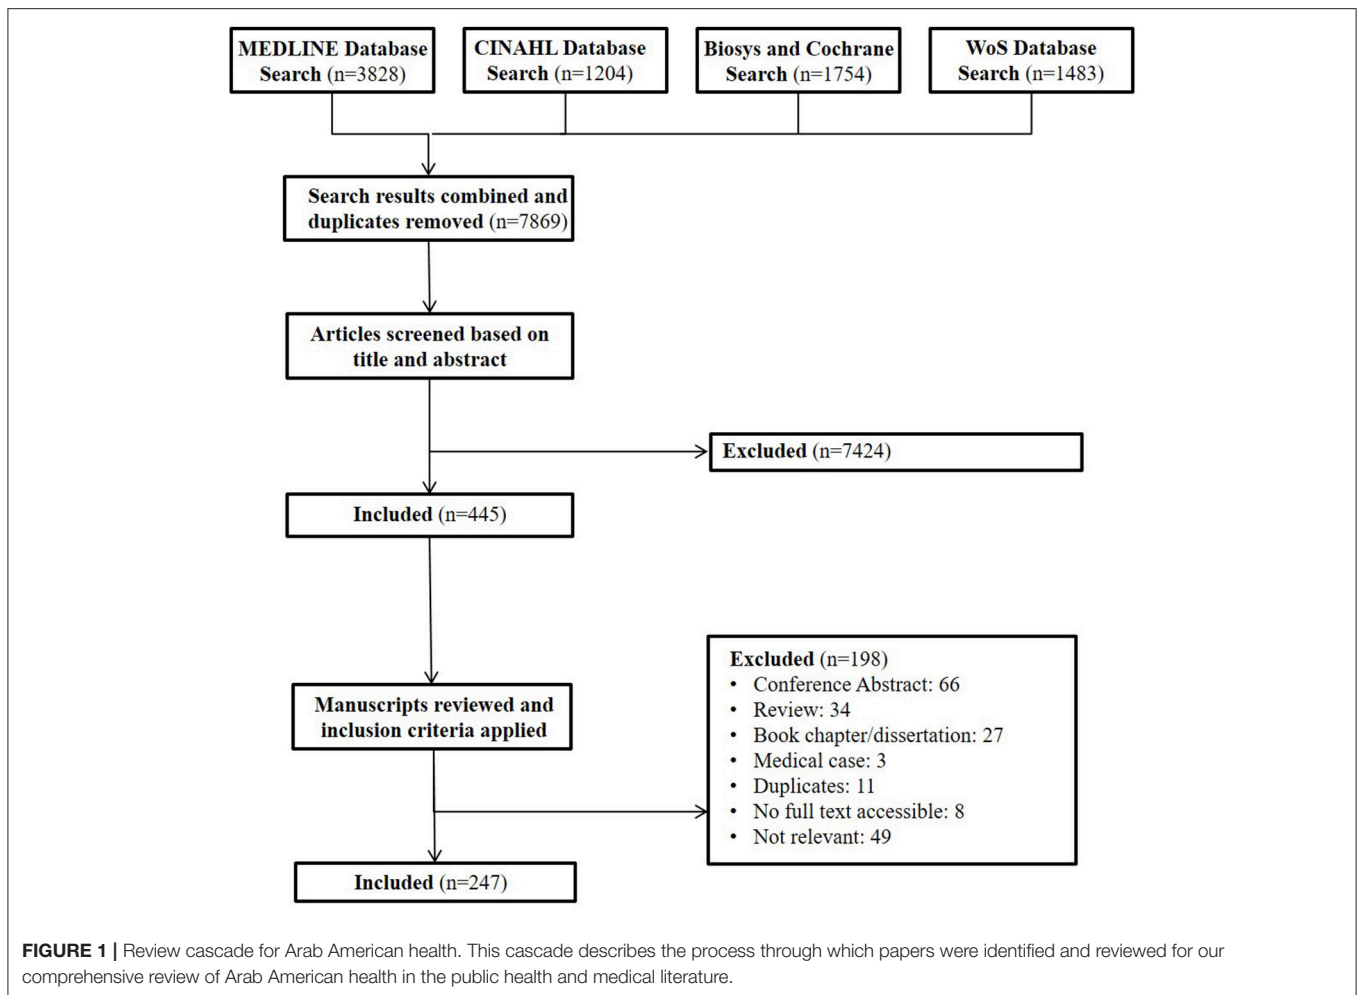 MEDLINE Database
Search (n=3828)
CINAHL Database
Search (n=1204)
Biosys and Cochrane
Search (n=1754)
WoS Database
Search (n=1483)
Search results combined and
duplicates removed (n=7869)
Articles screened based on
title and abstract
Excluded (n=7424)
Included (n=445)
Manuscripts reviewed and
inclusion criteria applied
Excluded (n=198)
• Conference Abstract: 66
• Review: 34
• Book chapter/dissertation: 27
• Medical case: 3
• Duplicates: 11
• No full text accessible: 8
• Not relevant: 49
Included (n=247)
FIGURE 1 | Review cascade for Arab American health. This cascade describes the process through which papers were identified and reviewed for our
comprehensive review of Arab American health in the public health and medical literature.